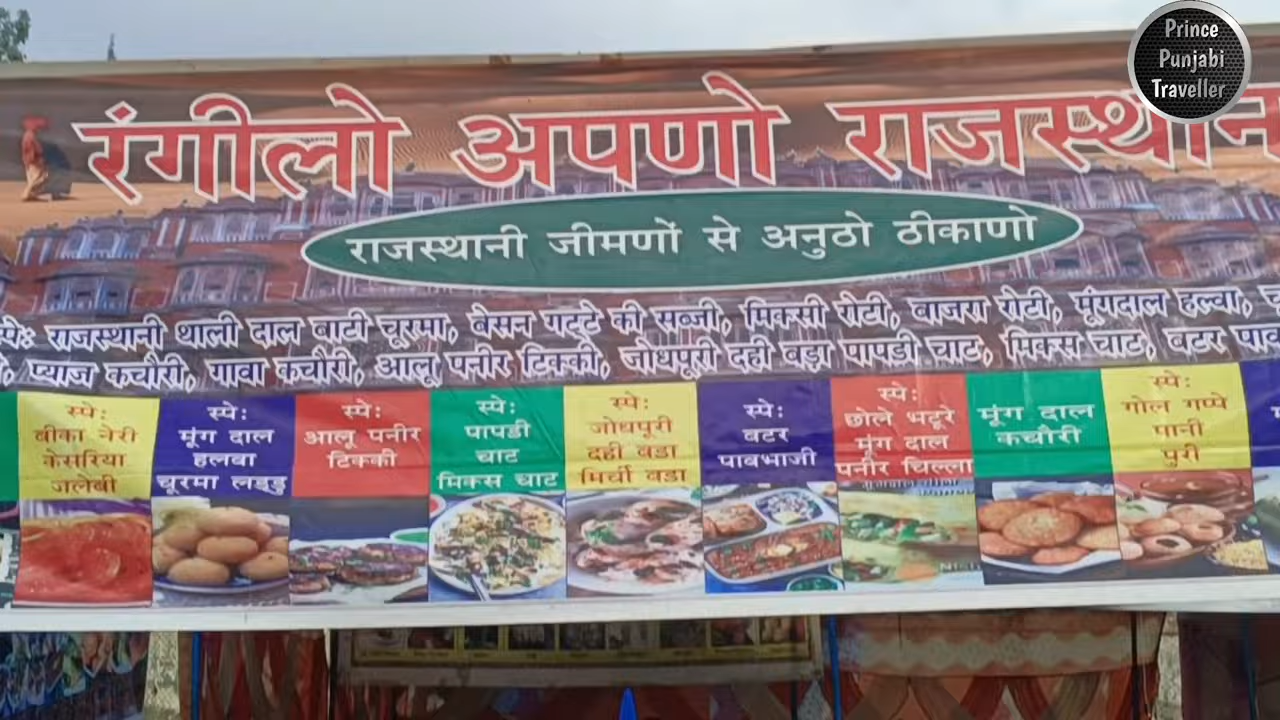 Prince
Punjabi
Traveller
रंगीलो अपणो राजस्थान
राजस्थानी जीमणों से अनुठो ठीकाणो
स्पे: राजस्थानी थाली दाल बाटी चूरमा, बेसन गट्टे की सब्जी, मिक्सी रोटी, बाजरा रोटी, मूंगदाल हल्वा,
प्याज कचौरी, गावा कचौरी, आलू पनीर टिक्की, जोधपूरी दही बड़ा पापडी चाट, मिक्स चाट, बटर पाव
स्पे:
बीका नेरी
केसरिया
जलेबी
स्पे:
मूंग दाल
हलबा
चूरमा लड्डु
स्पे:
आलू पनीर
टिक्की
स्पे:
पापडी
चाट
मिक्स चाट
स्पे:
जोधपूरी
दही बडा
मिर्ची बडा
स्पे:
बटर
पाबभाजी
स्पे:
छोले भटूरे
मूंग दाल
पनीर चिल्ला
मूंग दाल
कचौरी
स्पे:
गोल गप्पे
पानी
पुरी